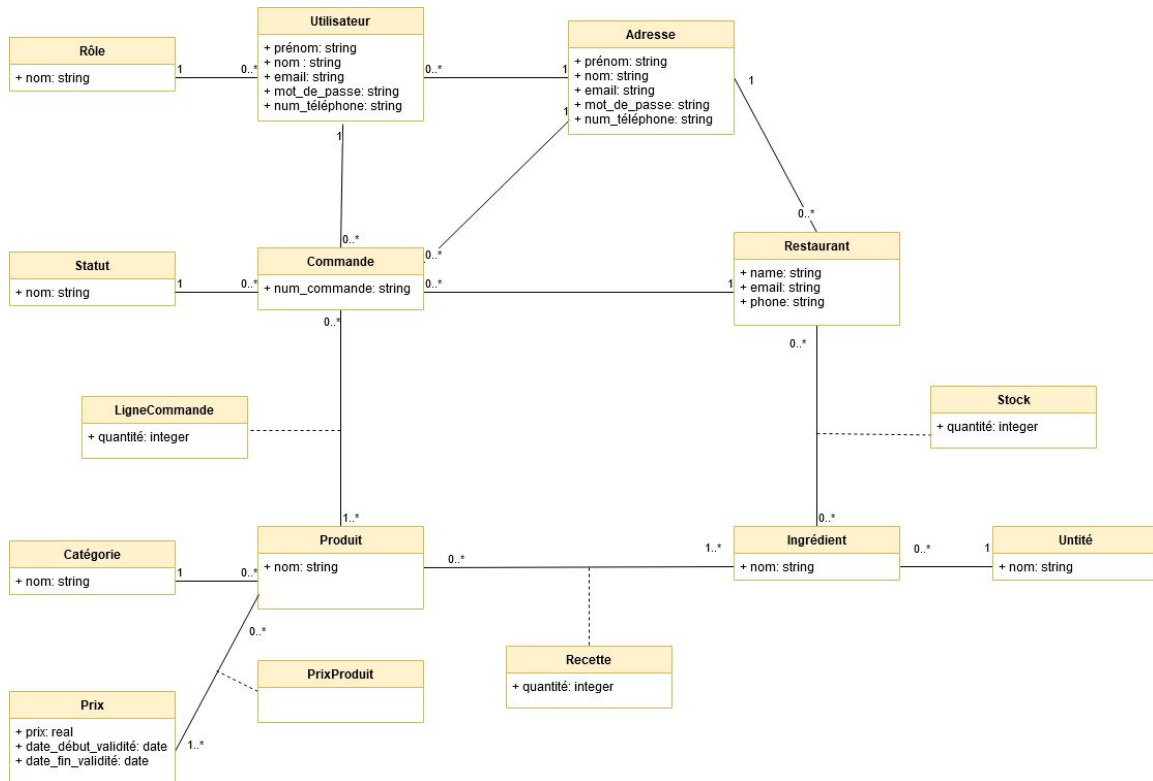 Utilisateur
+ prénom: string
+ nom : string
+ email: string
+ mot_de_passe: string
+ num_téléphone: string
Adresse
+ prénom: string
+ nom: string
+ email: string
+ mot_de_passe: string
+ num_téléphone: string
Rôle
+ nom: string
1
0..*
0..*
1
1
1
1
0..*
0..*
0..*
Statut
+ nom: string
1
0..*
Commande
+ num_commande: string
0..*
1
Restaurant
+ name: string
+ email: string
+ phone: string
0..*
0..*
LigneCommande
+ quantité: integer
Stock
+ quantité: integer
1..*
0..*
Catégorie
+ nom: string
1
0..*
Produit
+ nom: string
0..*
1..*
Ingrédient
+ nom: string
0..*
1
Untité
+ nom: string
0..*
PrixProduit
Recette
+ quantité: integer
Prix
+ prix: real
+ date_début_validité: date
+ date_fin_validité: date
1..*